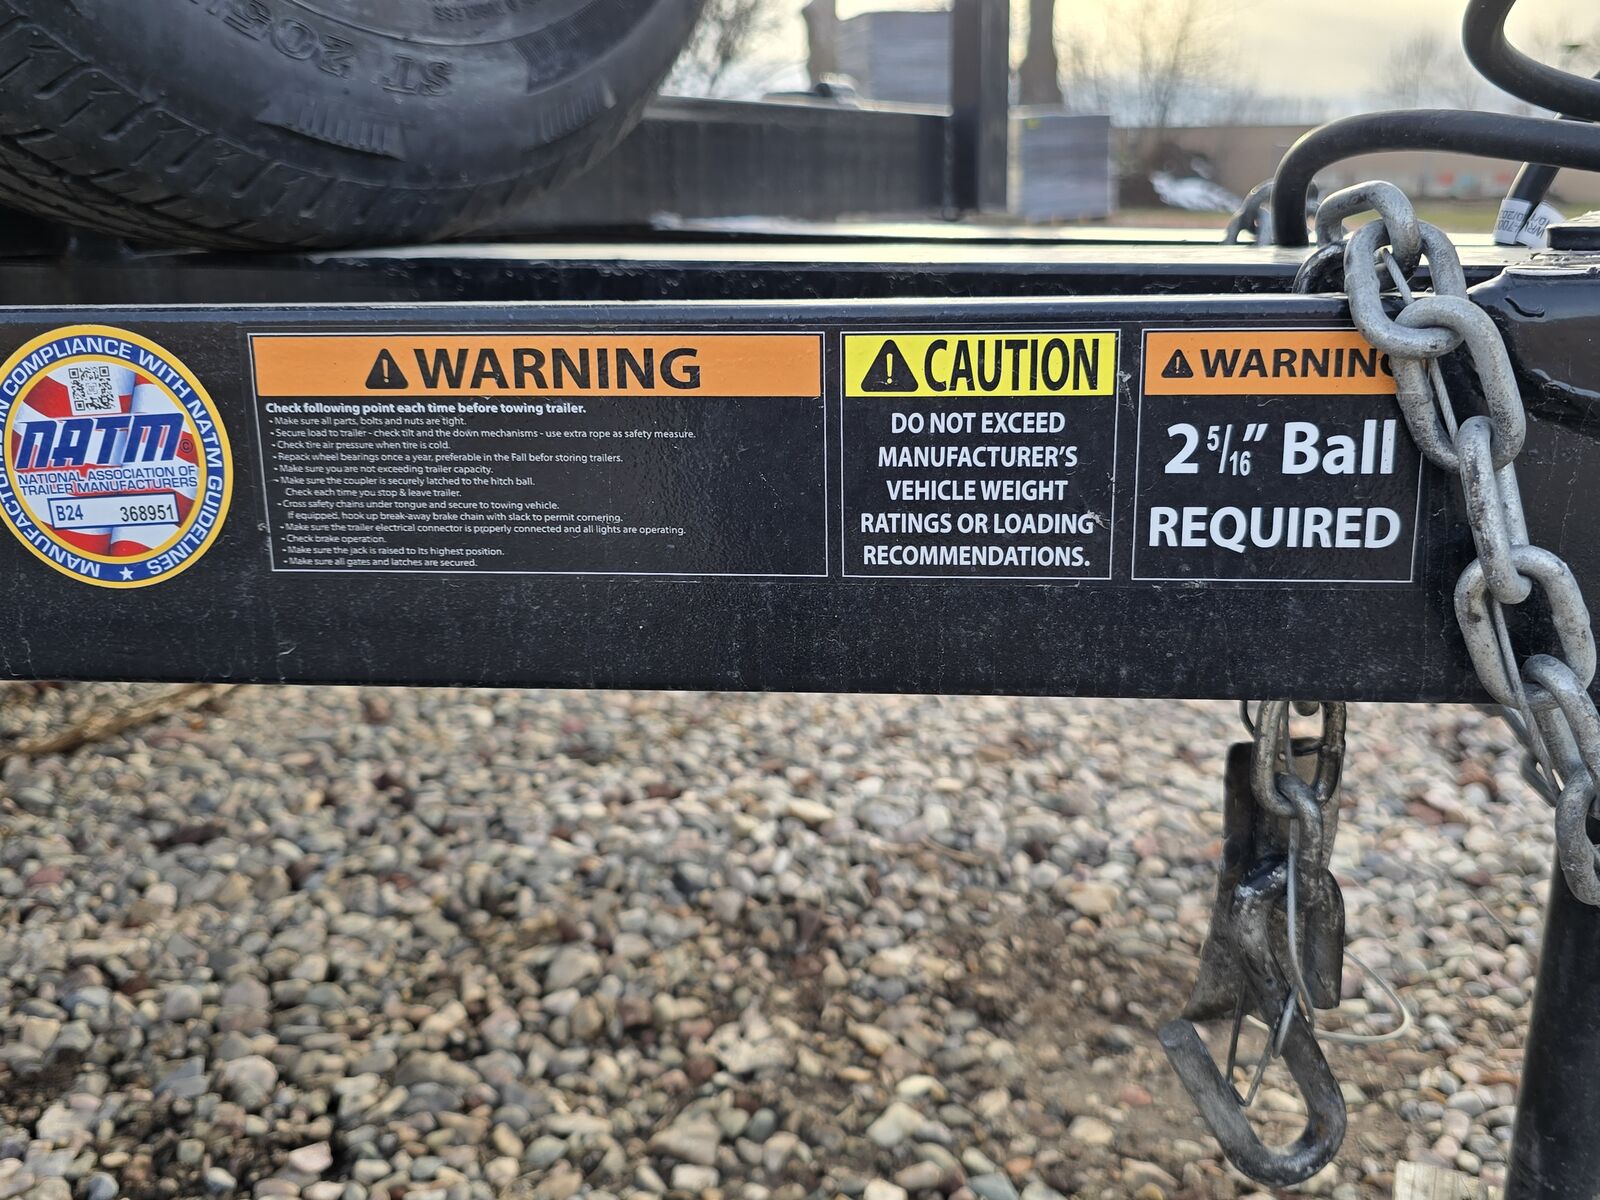 ST 205
MANUFACTURED IN COMPLIANCE WITH NATM GUIDELINES
NATM
NATIONAL ASSOCIATION OF
TRAILER MANUFACTURERS
B24 368951
WARNING
Check following point each time before towing trailer.
- Make sure all parts, bolts and nuts are tight.
- Secure load to trailer - check tilt and the down mechanisms - use extra rope as safety measure.
- Check tire air pressure when tire is cold.
- Repack wheel bearings once a year, preferable in the Fall befor storing trailers.
- Make sure you are not exceeding trailer capacity.
- Make sure the coupler is securely latched to the hitch ball.
Check each time you stop & leave trailer.
- Cross safety chains under tongue and secure to towing vehicle.
If equipped, hook up break-away brake chain with slack to permit cornering.
- Make sure the trailer electrical connector is properly connected and all lights are operating.
- Check brake operation.
- Make sure the jack is raised to its highest position.
- Make sure all gates and latches are secured.
CAUTION
DO NOT EXCEED
MANUFACTURER'S
VEHICLE WEIGHT
RATINGS OR LOADING
RECOMMENDATIONS.
WARNING
2 5/16" Ball
REQUIRED